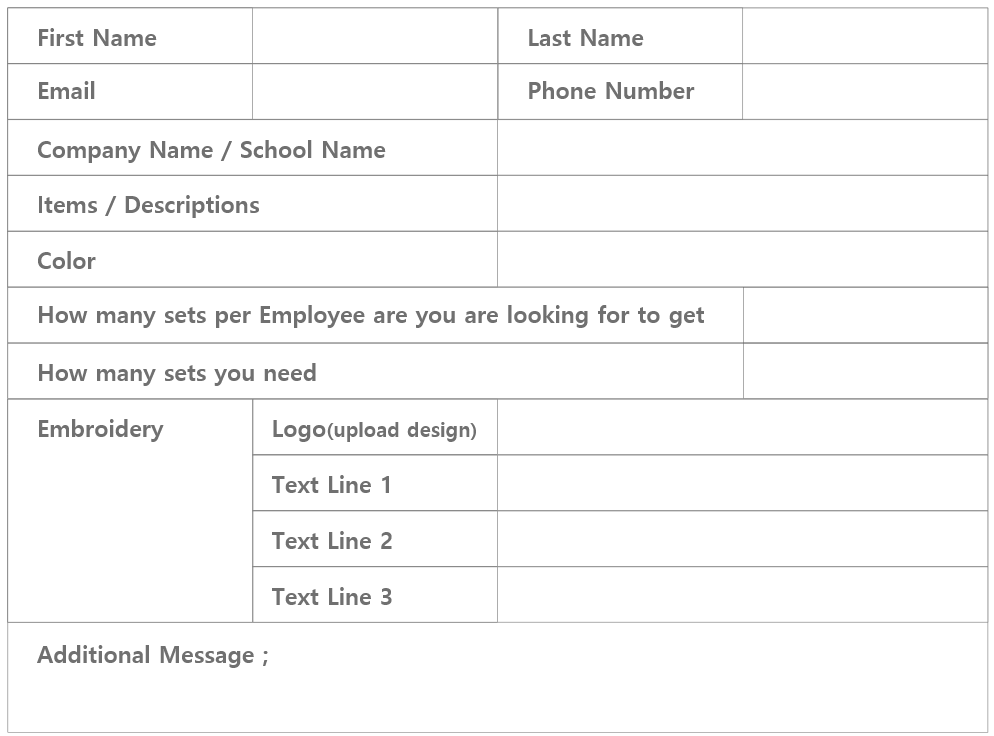 First Name
Last Name
Email
Phone Number
Company Name / School Name
Items / Descriptions
Color
How many sets per Employee are you are looking for to get
How many sets you need
Embroidery
Logo(upload design)
Text Line 1
Text Line 2
Text Line 3
Additional Message ;